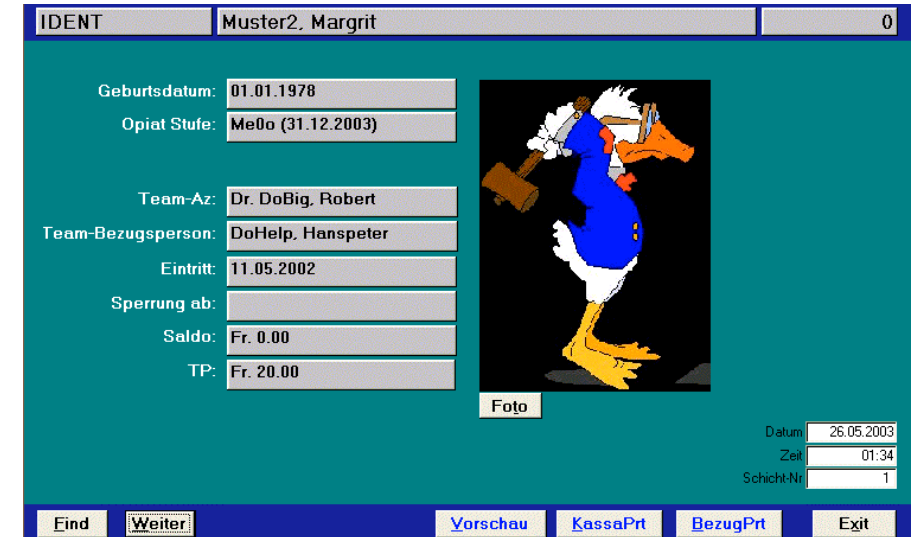 IDENT Muster2, Margrit 0
Geburtsdatum: 01.01.1978
Opiat Stufe: Me0o (31.12.2003)
Team-Az: Dr. DoBig, Robert
Team-Bezugsperson: DoHelp, Hanspeter
Eintritt: 11.05.2002
Sperrung ab:
Saldo: Fr. 0.00
TP: Fr. 20.00
Foto
Datum 26.05.2003
Zeit 01:34
Schicht-Nr 1
Find Weiter Vorschau KassaPrt BezugPrt Exit